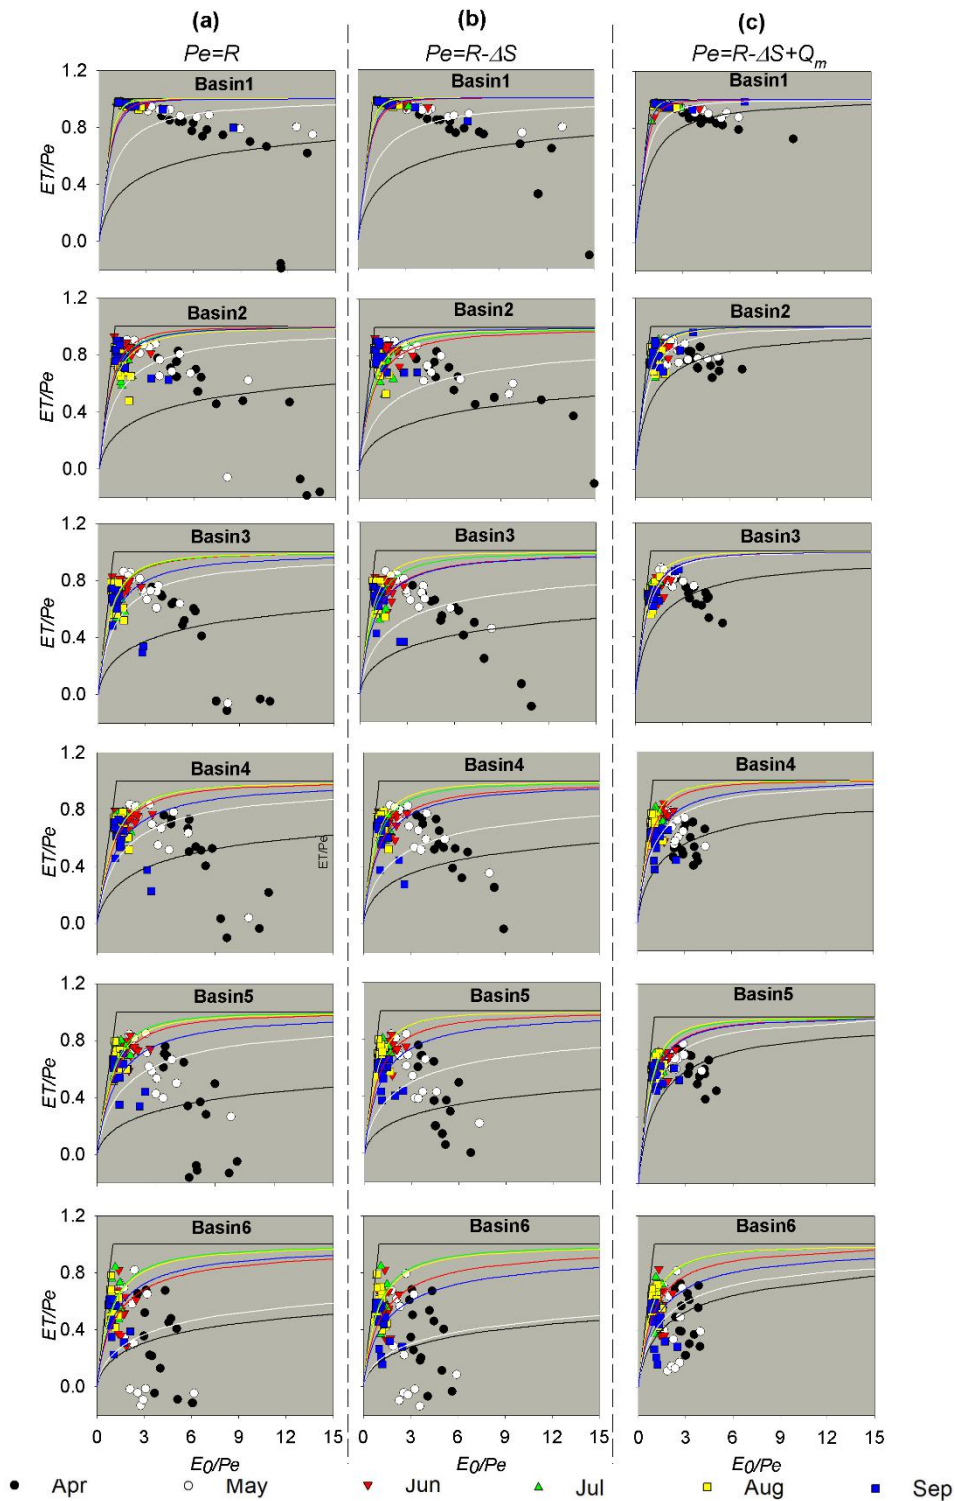 (a) (b) (c)
Pe=R Pe=R-ΔS Pe=R-ΔS+Qm
1.2 Basin1 Basin1 Basin1
0.8
ET/Pe
0.4
0.0
1.2 Basin2 Basin2 Basin2
0.8
ET/Pe
0.4
0.0
1.2 Basin3 Basin3 Basin3
0.8
ET/Pe
0.4
0.0
1.2 Basin4 Basin4 Basin4
0.8
ET/Pe ET/Pe
0.4
0.0
1.2 Basin5 Basin5 Basin5
0.8
ET/Pe
0.4
0.0
1.2 Basin6 Basin6 Basin6
0.8
ET/Pe
0.4
0.0
0 3 6 9 12 15 0 3 6 9 12 15 0 3 6 9 12 15
E0/Pe E0/Pe E0/Pe
Apr May Jun Jul Aug Sep